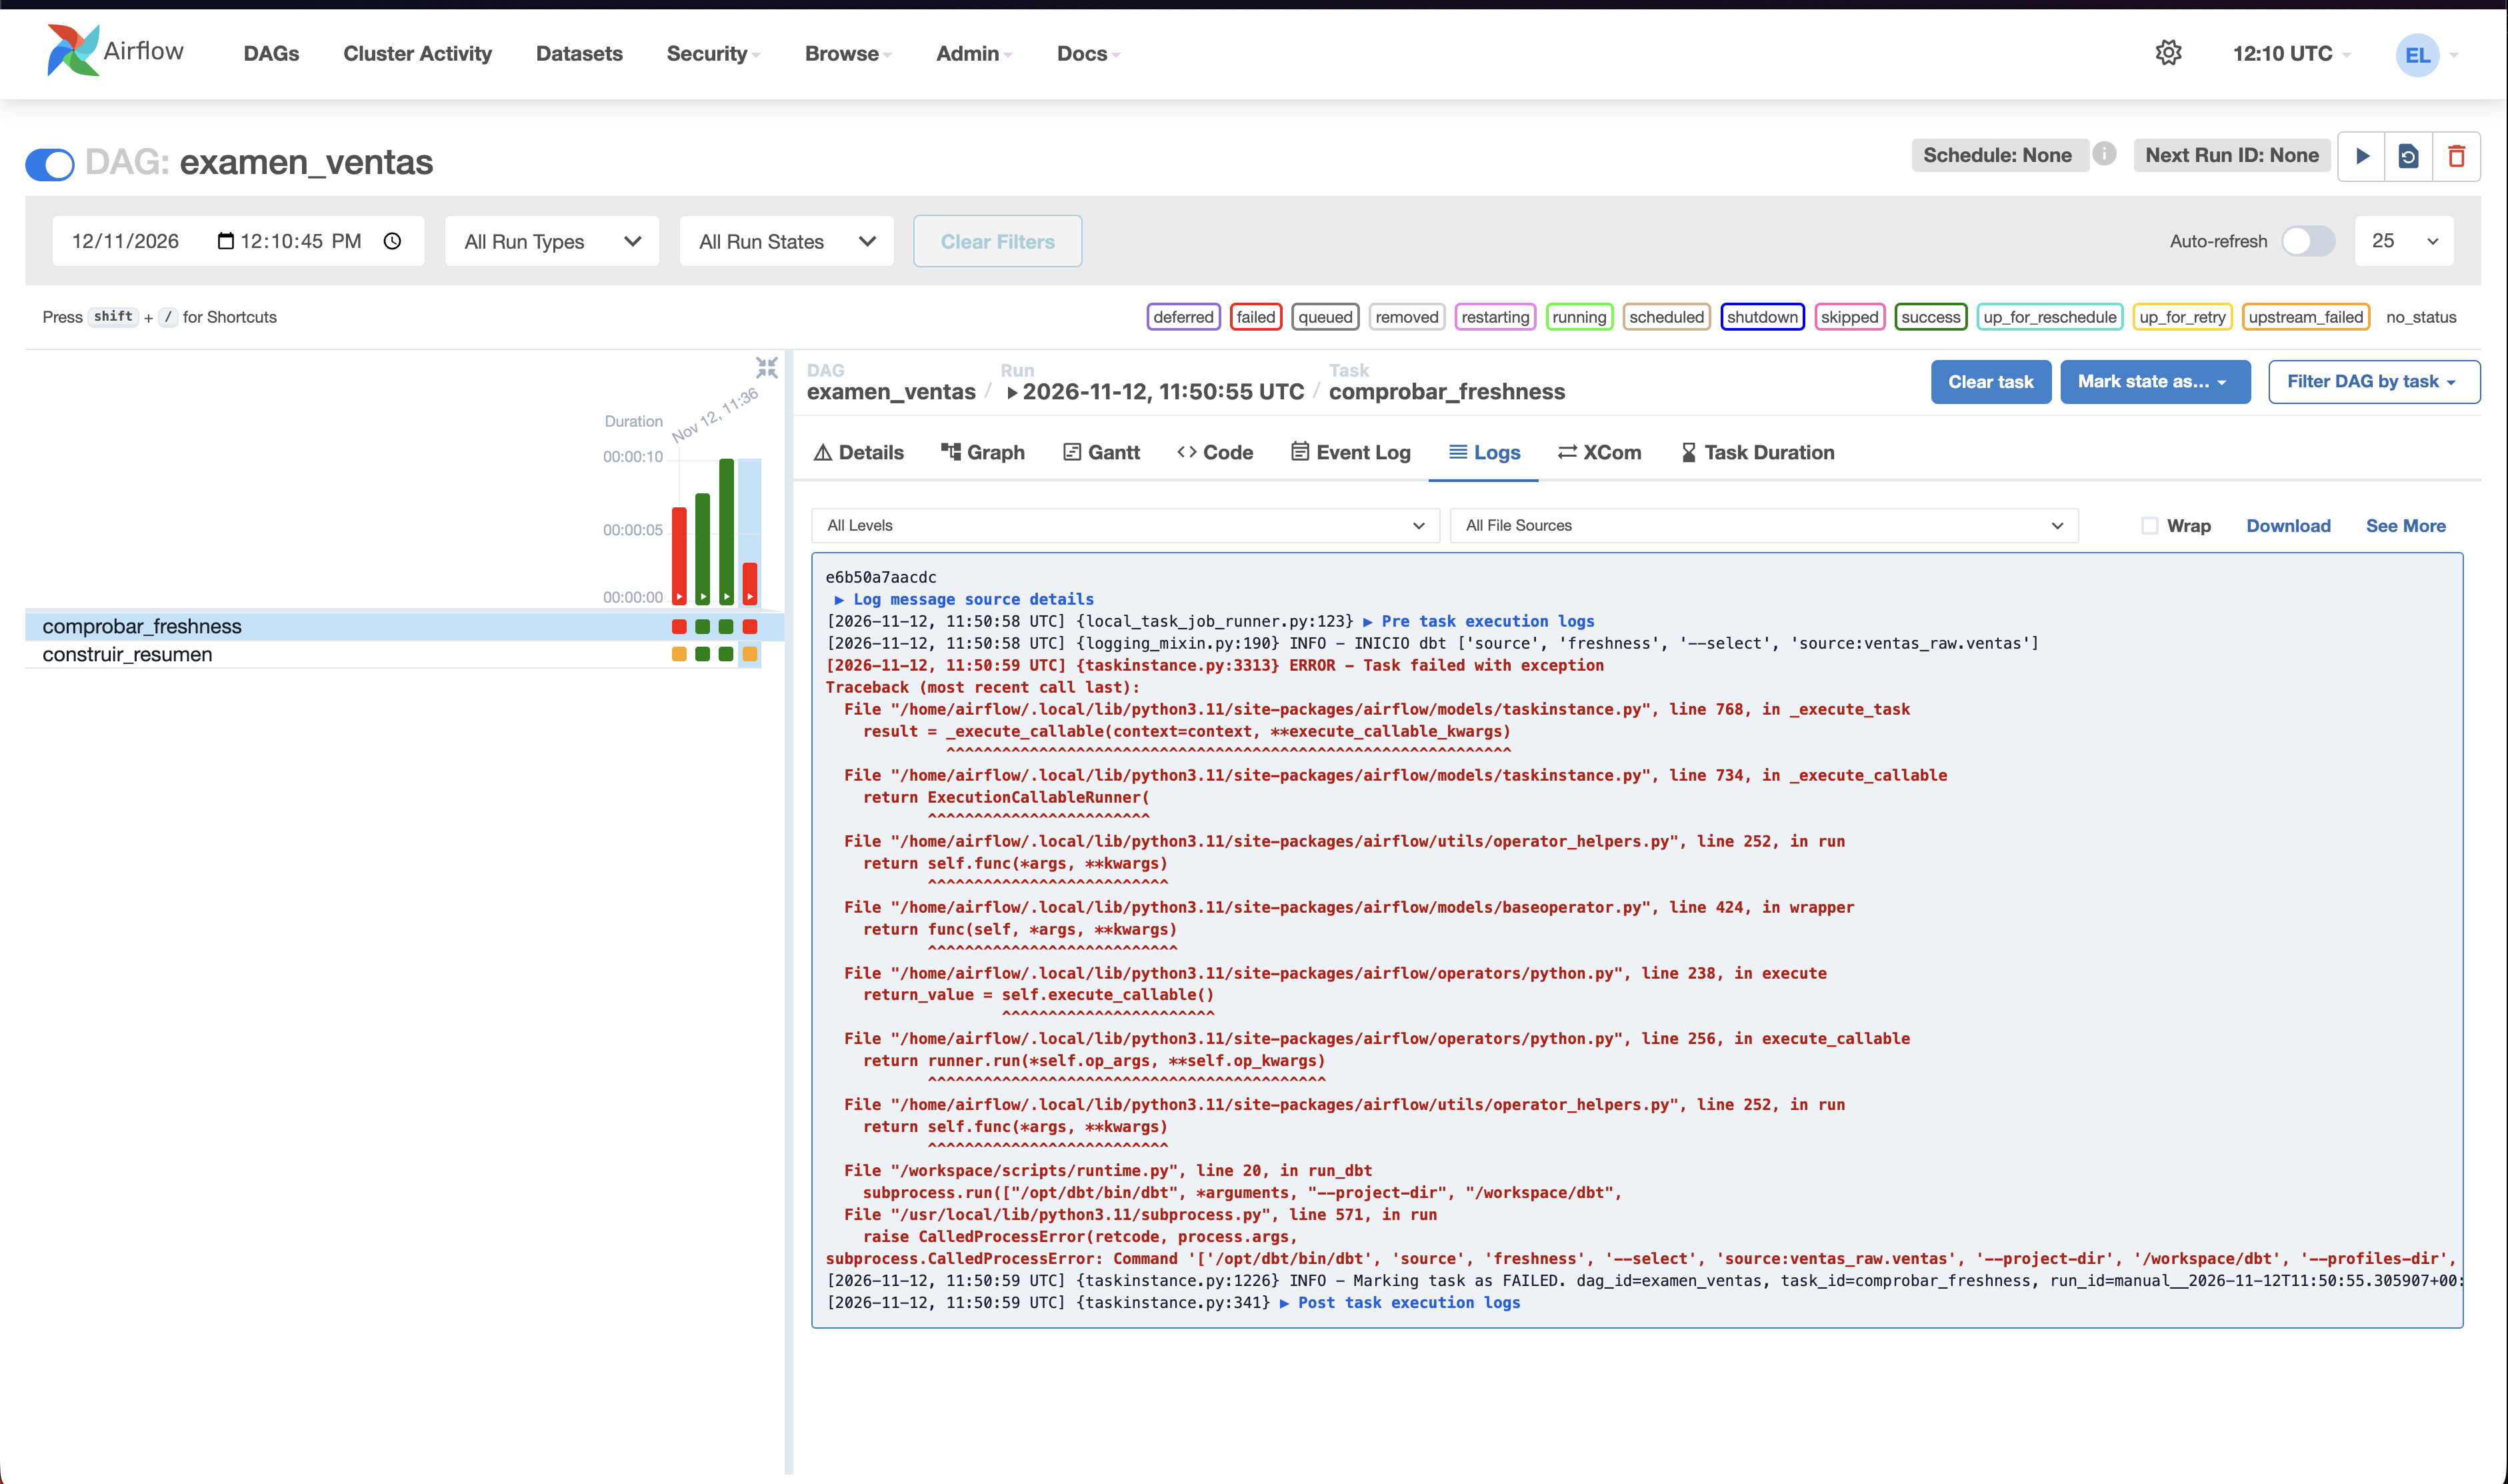 Airflow
DAGs Cluster Activity Datasets Security Browse Admin Docs 12:10 UTC EL
DAG: examen_ventas
Schedule: None Next Run ID: None
12/11/2026 12:10:45 PM All Run Types All Run States Clear Filters Auto-refresh 25
Press shift + / for Shortcuts
deferred failed queued removed restarting running scheduled shutdown skipped success up_for_reschedule up_for_retry upstream_failed no_status
Duration
Nov 12, 11:36
00:00:10
00:00:05
00:00:00
comprobar_freshness
construir_resumen
DAG Run Task
examen_ventas / 2026-11-12, 11:50:55 UTC / comprobar_freshness
Clear task Mark state as... Filter DAG by task
Details Graph Gantt Code Event Log Logs XCom Task Duration
All Levels All File Sources Wrap Download See More
e6b50a7aacdc
▶ Log message source details
[2026-11-12, 11:50:58 UTC] {local_task_job_runner.py:123} ▶ Pre task execution logs
[2026-11-12, 11:50:58 UTC] {logging_mixin.py:190} INFO - INICIO dbt ['source', 'freshness', '--select', 'source:ventas_raw.ventas']
[2026-11-12, 11:50:59 UTC] {taskinstance.py:3313} ERROR - Task failed with exception
Traceback (most recent call last):
File "/home/airflow/.local/lib/python3.11/site-packages/airflow/models/taskinstance.py", line 768, in _execute_task
result = _execute_callable(context=context, **execute_callable_kwargs)
^^^^^^^^^^^^^^^^^^^^^^^^^^^^^^^^^^^^^^^^^^^^^^^^^^^^^^^^^^^^^
File "/home/airflow/.local/lib/python3.11/site-packages/airflow/models/taskinstance.py", line 734, in _execute_callable
return ExecutionCallableRunner(
^^^^^^^^^^^^^^^^^^^^^^^^
File "/home/airflow/.local/lib/python3.11/site-packages/airflow/utils/operator_helpers.py", line 252, in run
return self.func(*args, **kwargs)
^^^^^^^^^^^^^^^^^^^^^^^^^^
File "/home/airflow/.local/lib/python3.11/site-packages/airflow/models/baseoperator.py", line 424, in wrapper
return func(self, *args, **kwargs)
^^^^^^^^^^^^^^^^^^^^^^^^^^^
File "/home/airflow/.local/lib/python3.11/site-packages/airflow/operators/python.py", line 238, in execute
return_value = self.execute_callable()
^^^^^^^^^^^^^^^^^^^^^^^
File "/home/airflow/.local/lib/python3.11/site-packages/airflow/operators/python.py", line 256, in execute_callable
return runner.run(*self.op_args, **self.op_kwargs)
^^^^^^^^^^^^^^^^^^^^^^^^^^^^^^^^^^^^^^^^^^^
File "/home/airflow/.local/lib/python3.11/site-packages/airflow/utils/operator_helpers.py", line 252, in run
return self.func(*args, **kwargs)
^^^^^^^^^^^^^^^^^^^^^^^^^^
File "/workspace/scripts/runtime.py", line 20, in run_dbt
subprocess.run(["/opt/dbt/bin/dbt", *arguments, "--project-dir", "/workspace/dbt",
File "/usr/local/lib/python3.11/subprocess.py", line 571, in run
raise CalledProcessError(retcode, process.args,
subprocess.CalledProcessError: Command '['/opt/dbt/bin/dbt', 'source', 'freshness', '--select', 'source:ventas_raw.ventas', '--project-dir', '/workspace/dbt', '--profiles-dir',
[2026-11-12, 11:50:59 UTC] {taskinstance.py:1226} INFO - Marking task as FAILED. dag_id=examen_ventas, task_id=comprobar_freshness, run_id=manual__2026-11-12T11:50:55.305907+00:
[2026-11-12, 11:50:59 UTC] {taskinstance.py:341} ▶ Post task execution logs